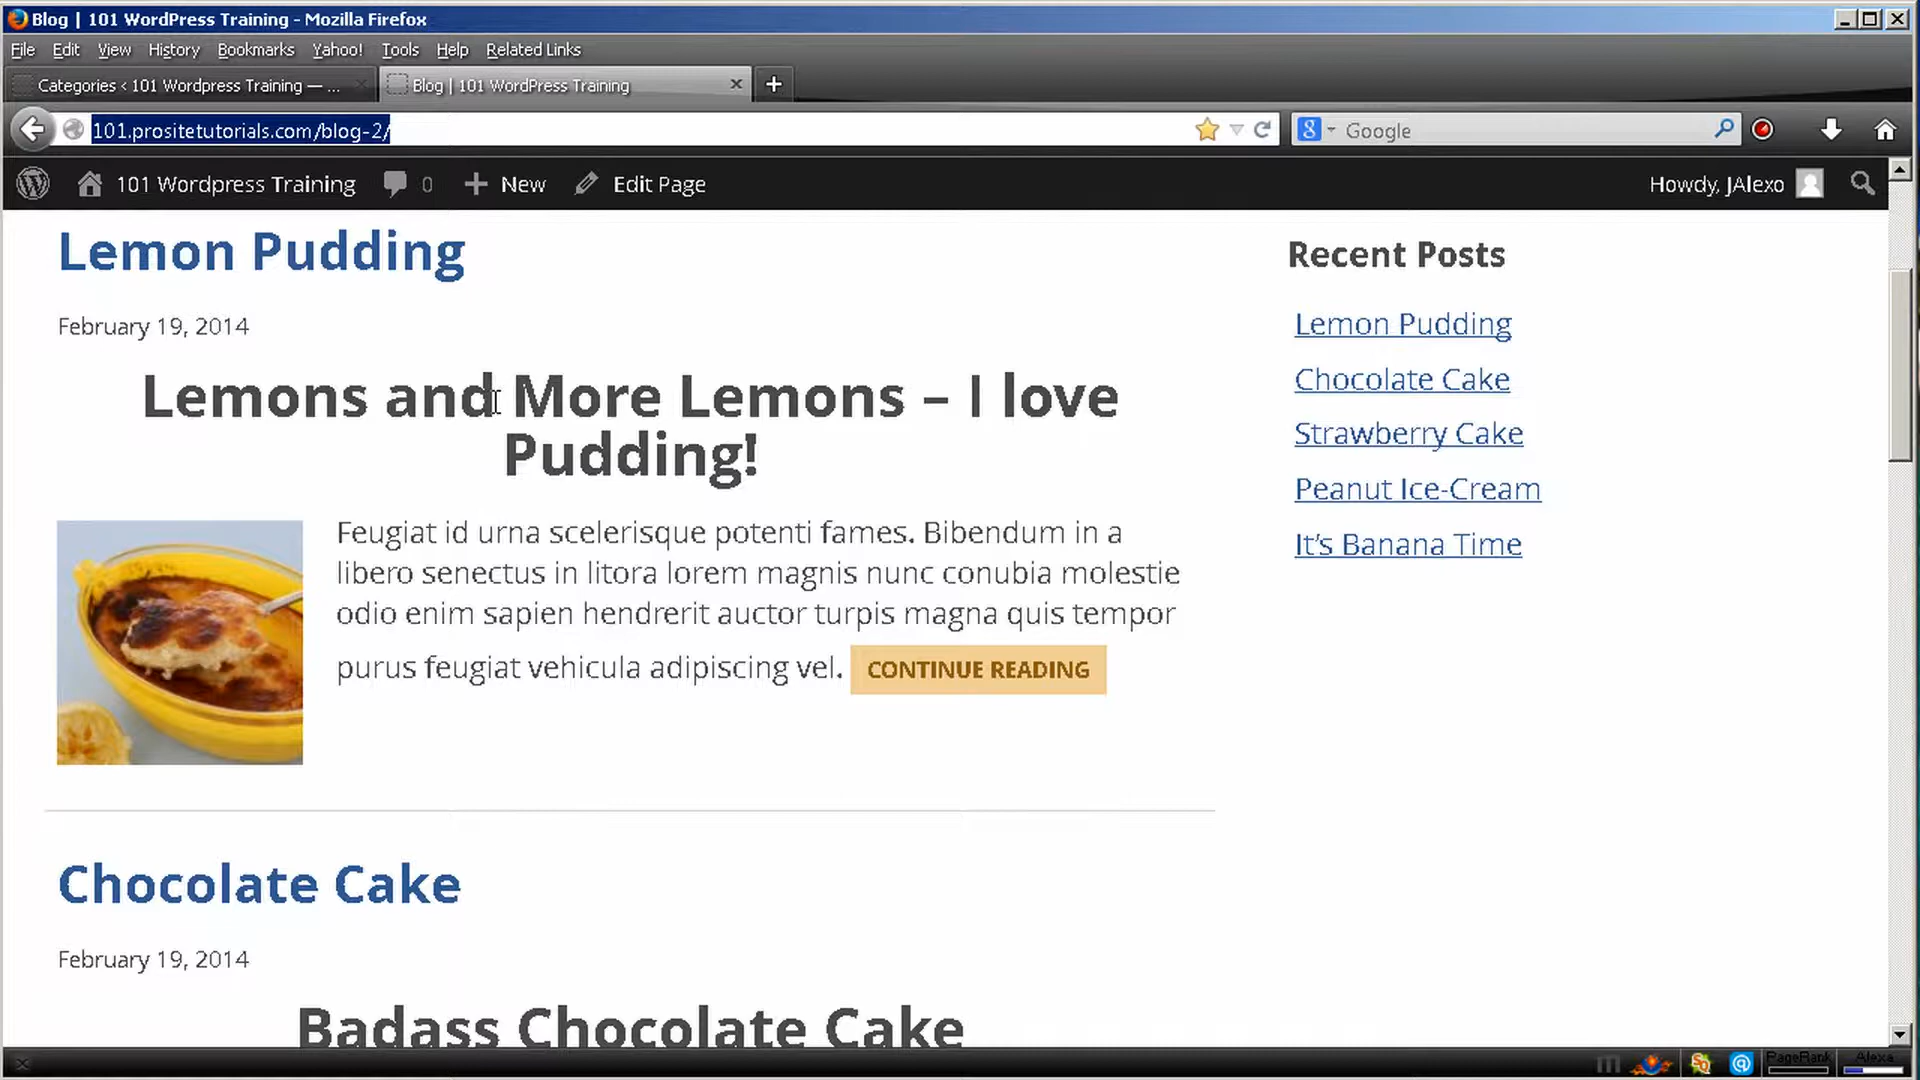 Blog | 101 WordPress Training - Mozilla Firefox
File Edit View History Bookmarks Yahoo! Tools Help Related Links
Categories < 101 Wordpress Training — ...
Blog | 101 WordPress Training
101.prositetutorials.com/blog-2/
Google
101 Wordpress Training 0 New Edit Page Howdy, JAlexo
Lemon Pudding
February 19, 2014
Lemons and More Lemons – I love
Pudding!
Feugiat id urna scelerisque potenti fames. Bibendum in a
libero senectus in litora lorem magnis nunc conubia molestie
odio enim sapien hendrerit auctor turpis magna quis tempor
purus feugiat vehicula adipiscing vel. CONTINUE READING
Chocolate Cake
February 19, 2014
Badass Chocolate Cake
Recent Posts
Lemon Pudding
Chocolate Cake
Strawberry Cake
Peanut Ice-Cream
It's Banana Time
PageRank Alexa